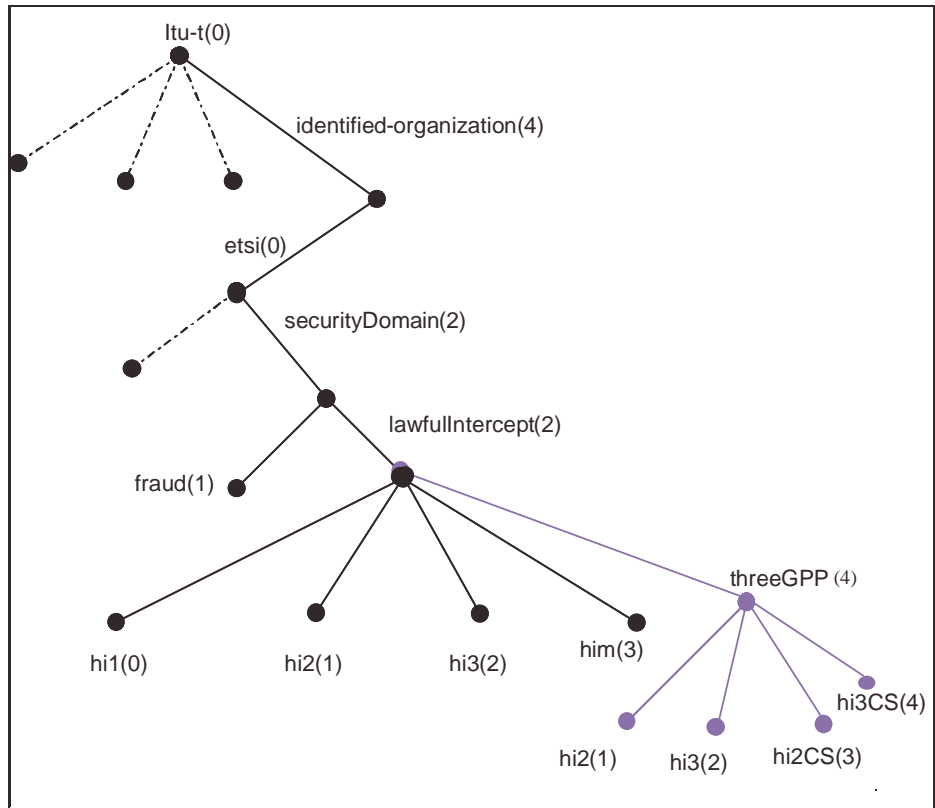 Itu-t(0)
identified-organization(4)
etsi(0)
securityDomain(2)
lawfulIntercept(2)
fraud(1)
threeGPP (4)
hi1(0)
hi2(1)
hi3(2)
him(3)
hi3CS(4)
hi2(1)
hi3(2)
hi2CS(3)
.